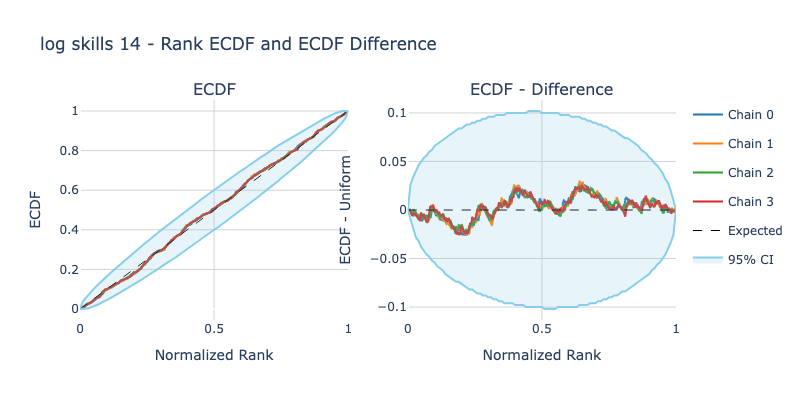 log skills 14 - Rank ECDF and ECDF Difference
ECDF
1
0.8
0.6
0.4
0.2
0
ECDF
0
0.5
1
Normalized Rank
ECDF - Difference
0.1
0.05
0
−0.05
−0.1
ECDF - Uniform
0
0.5
1
Normalized Rank
Chain 0
Chain 1
Chain 2
Chain 3
Expected
95% CI